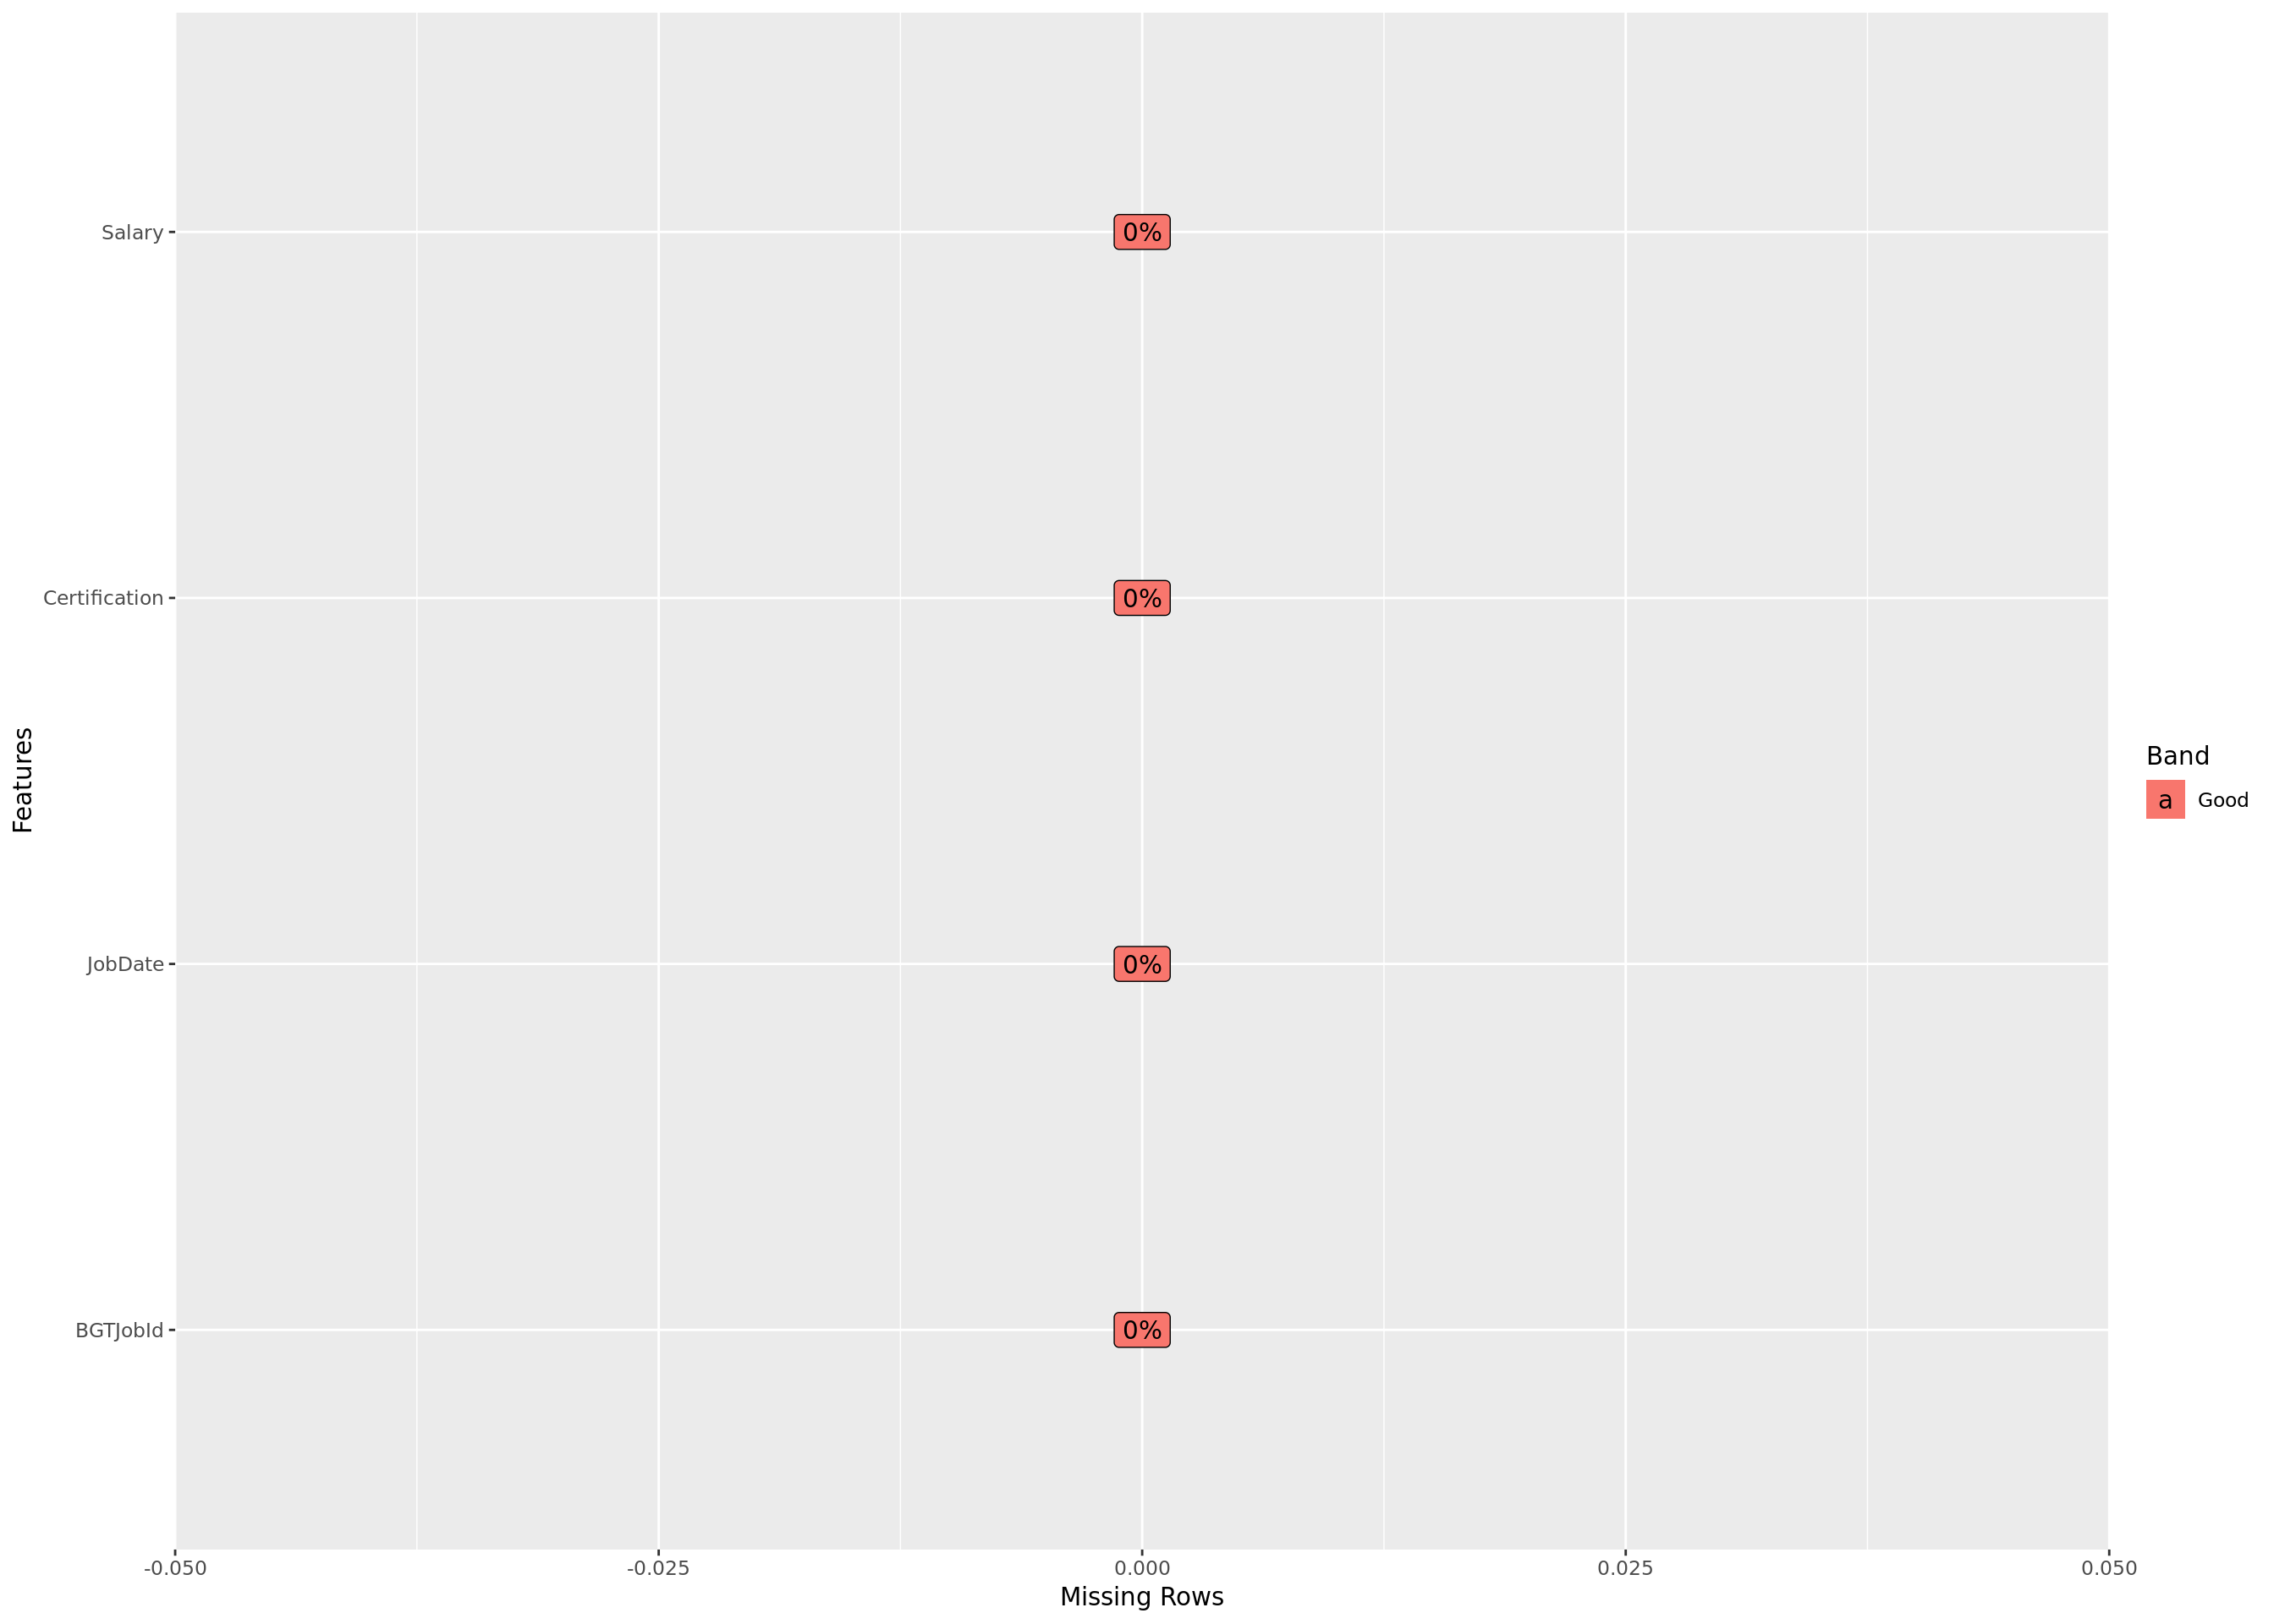 Salary
0%
Certification
0%
JobDate
0%
BGTJobId
0%
Features
-0.050
-0.025
0.000
0.025
0.050
Missing Rows
Band
a Good